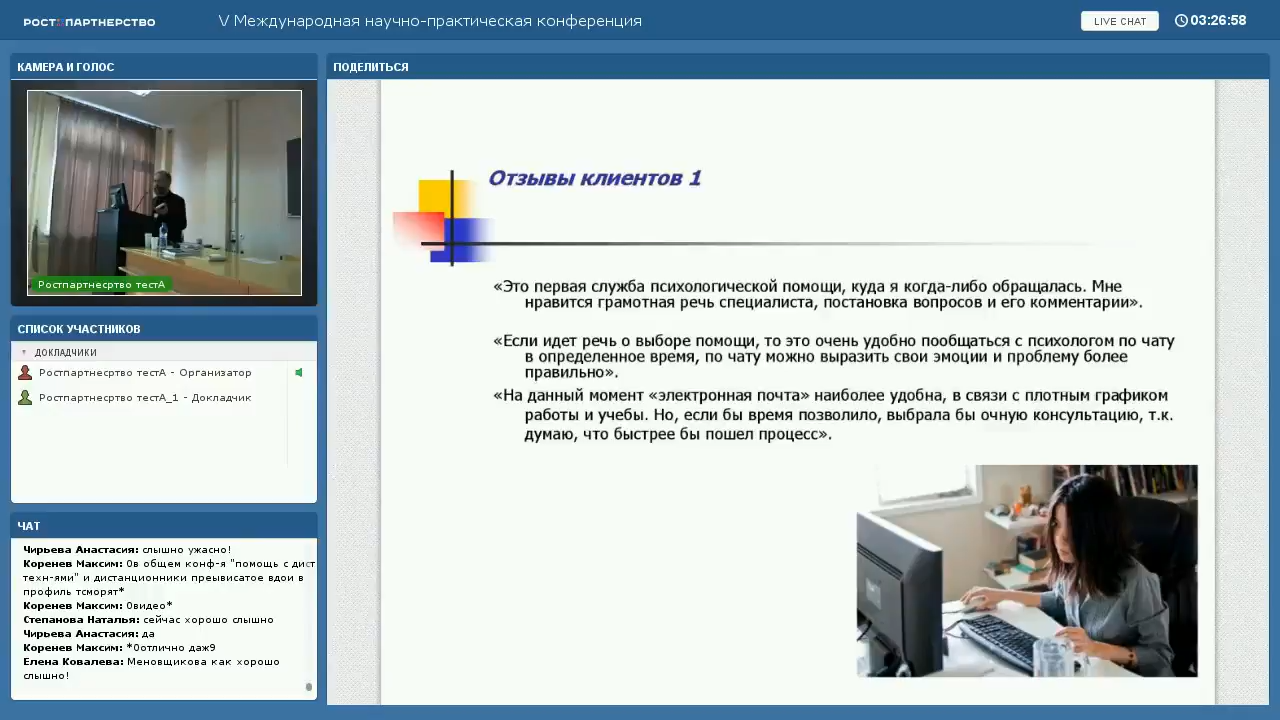 РОСТ ПАРТНЕРСТВО
V Международная научно-практическая конференция
LIVE CHAT
03:26:58
КАМЕРА И ГОЛОС
Ростпартнесртво тестА
СПИСОК УЧАСТНИКОВ
ДОКЛАДЧИКИ
Ростпартнесртво тестА - Организатор
Ростпартнесртво тестА_1 - Докладчик
ЧАТ
Чирьева Анастасия: слышно ужасно!
Коренев Максим: 0в общем конф-я "помощь с дист
техн-ями" и дистанционники преывисатое вдои в
профиль тсморят*
Коренев Максим: 0видео*
Степанова Наталья: сейчас хорошо слышно
Чирьева Анастасия: да
Коренев Максим: *0отлично даж9
Елена Ковалева: Меновщикова как хорошо
слышно!
ПОДЕЛИТЬСЯ
Отзывы клиентов 1
«Это первая служба психологической помощи, куда я когда-либо обращалась. Мне
нравится грамотная речь специалиста, постановка вопросов и его комментарии».
«Если идет речь о выборе помощи, то это очень удобно пообщаться с психологом по чату
в определенное время, по чату можно выразить свои эмоции и проблему более
правильно».
«На данный момент «электронная почта» наиболее удобна, в связи с плотным графиком
работы и учебы. Но, если бы время позволило, выбрала бы очную консультацию, т.к.
думаю, что быстрее бы пошел процесс».